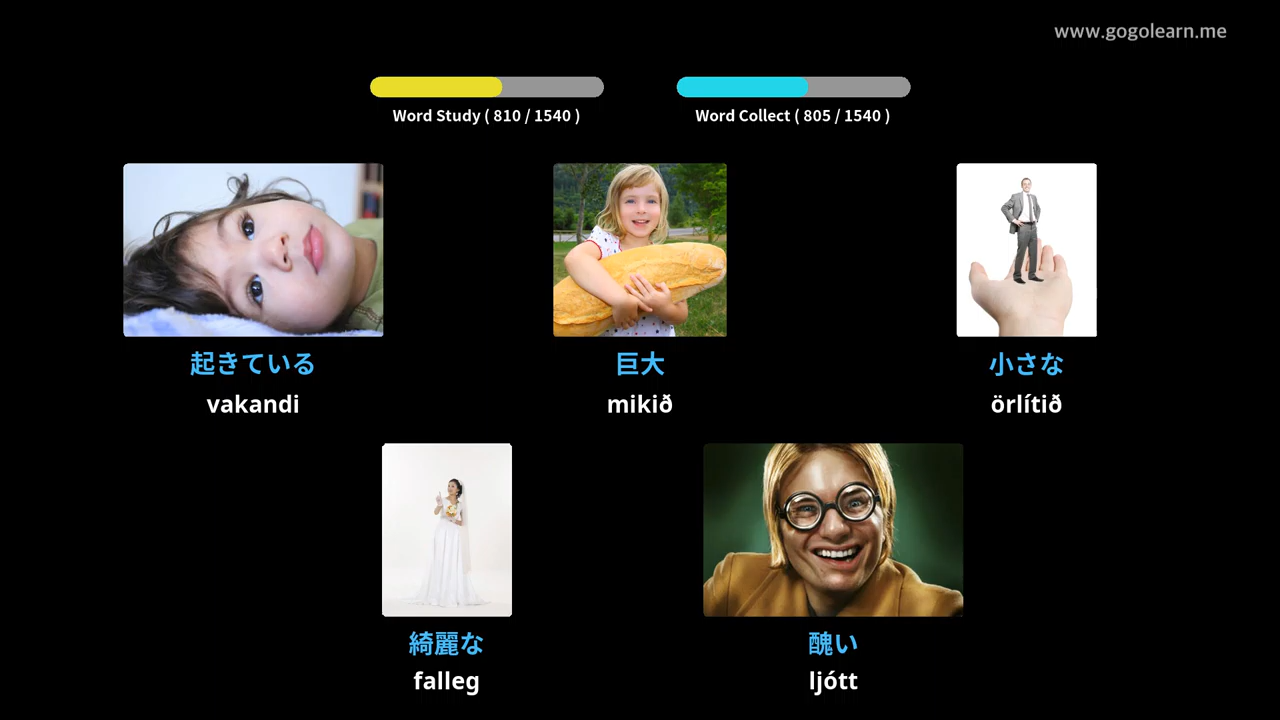 www.gogolearn.me
Word Study ( 810 / 1540 )
Word Collect ( 805 / 1540 )
起きている
vakandi
巨大
mikið
小さな
örlítið
綺麗な
falleg
醜い
ljótt